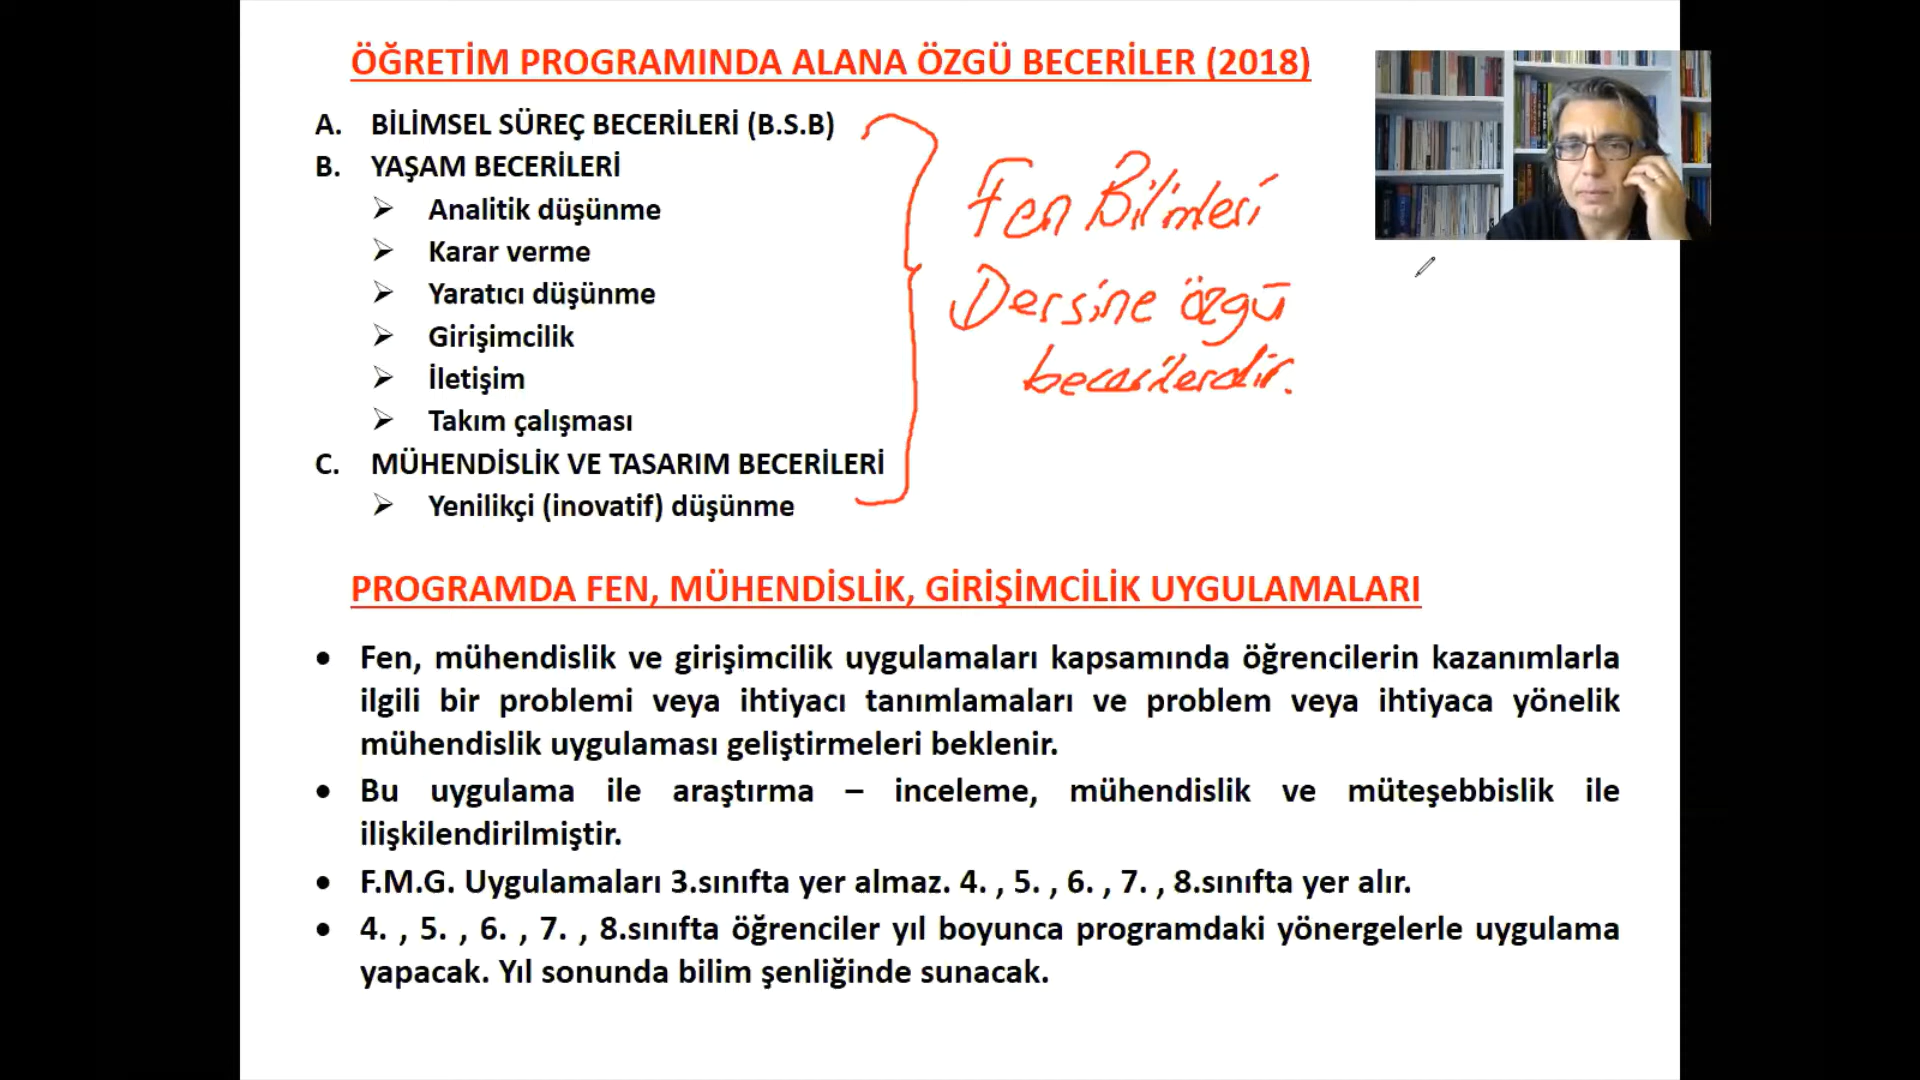 ÖĞRETİM PROGRAMINDA ALANA ÖZGÜ BECERİLER (2018)
A. BİLİMSEL SÜREÇ BECERİLERİ (B.S.B)
B. YAŞAM BECERİLERİ
➢ Analitik düşünme
➢ Karar verme
➢ Yaratıcı düşünme
➢ Girişimcilik
➢ İletişim
➢ Takım çalışması
C. MÜHENDİSLİK VE TASARIM BECERİLERİ
➢ Yenilikçi (inovatif) düşünme
Fen Bilimleri
Dersine özgü
becerilerdir.
PROGRAMDA FEN, MÜHENDİSLİK, GİRİŞİMCİLİK UYGULAMALARI
• Fen, mühendislik ve girişimcilik uygulamaları kapsamında öğrencilerin kazanımlarla
ilgili bir problemi veya ihtiyacı tanımlamaları ve problem veya ihtiyaca yönelik
mühendislik uygulaması geliştirmeleri beklenir.
• Bu uygulama ile araştırma – inceleme, mühendislik ve müteşebbislik ile
ilişkilendirilmiştir.
• F.M.G. Uygulamaları 3.sınıfta yer almaz. 4. , 5. , 6. , 7. , 8.sınıfta yer alır.
• 4. , 5. , 6. , 7. , 8.sınıfta öğrenciler yıl boyunca programdaki yönergelerle uygulama
yapacak. Yıl sonunda bilim şenliğinde sunacak.